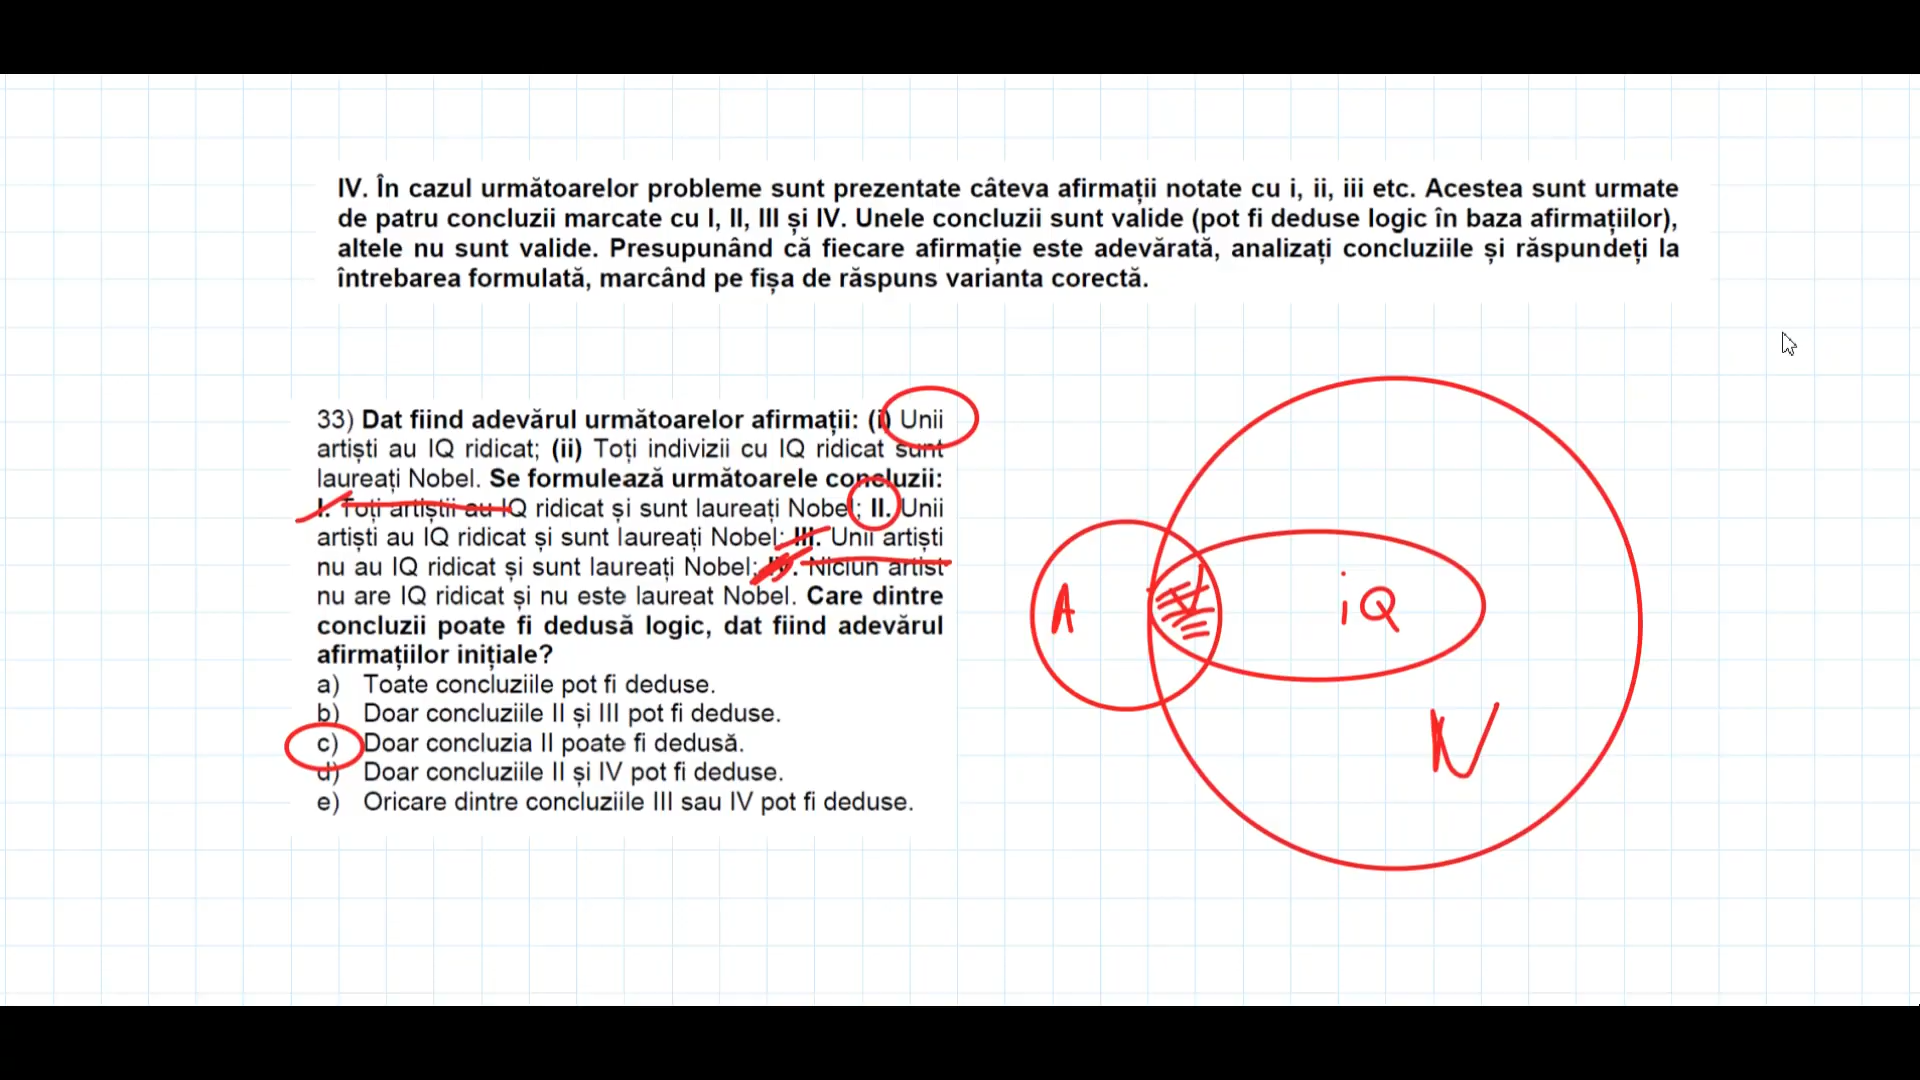 IV. În cazul următoarelor probleme sunt prezentate câteva afirmații notate cu i, ii, iii etc. Acestea sunt urmate
de patru concluzii marcate cu I, II, III și IV. Unele concluzii sunt valide (pot fi deduse logic în baza afirmațiilor),
altele nu sunt valide. Presupunând că fiecare afirmație este adevărată, analizați concluziile și răspundeți la
întrebarea formulată, marcând pe fișa de răspuns varianta corectă.
33) Dat fiind adevărul următoarelor afirmații: (i) Unii
artiști au IQ ridicat; (ii) Toți indivizii cu IQ ridicat sunt
laureați Nobel. Se formulează următoarele concluzii:
I. Toți artiștii au IQ ridicat și sunt laureați Nobel; II. Unii
artiști au IQ ridicat și sunt laureați Nobel; III. Unii artiști
nu au IQ ridicat și sunt laureați Nobel; IV. Niciun artist
nu are IQ ridicat și nu este laureat Nobel. Care dintre
concluzii poate fi dedusă logic, dat fiind adevărul
afirmațiilor inițiale?
a) Toate concluziile pot fi deduse.
b) Doar concluziile II și III pot fi deduse.
c) Doar concluzia II poate fi dedusă.
d) Doar concluziile II și IV pot fi deduse.
e) Oricare dintre concluziile III sau IV pot fi deduse.
A
iQ
N